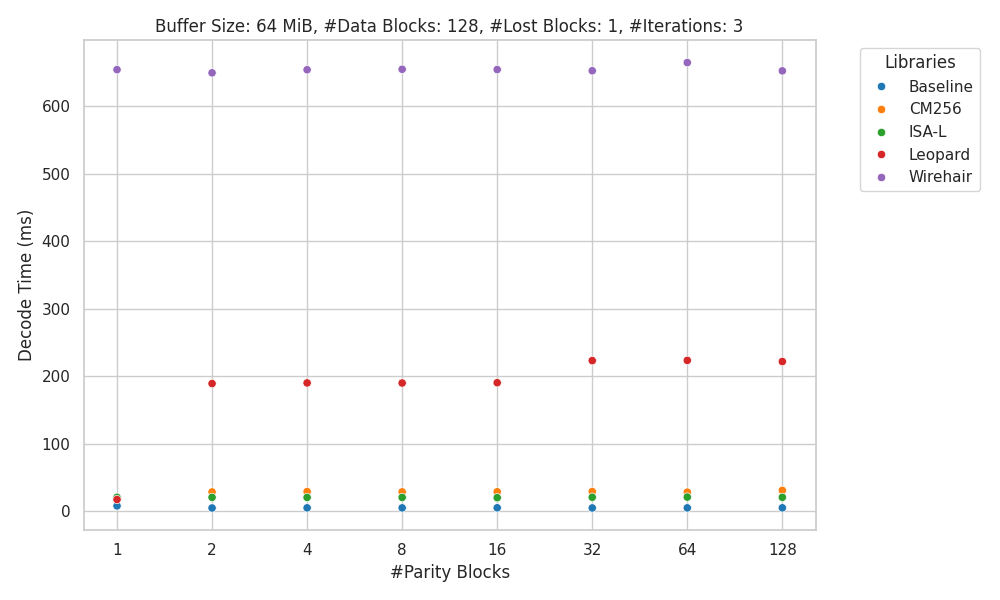 Buffer Size: 64 MiB, #Data Blocks: 128, #Lost Blocks: 1, #Iterations: 3
Libraries
Baseline
CM256
ISA-L
Leopard
Wirehair
Decode Time (ms)
600
500
400
300
200
100
0
1 2 4 8 16 32 64 128
#Parity Blocks